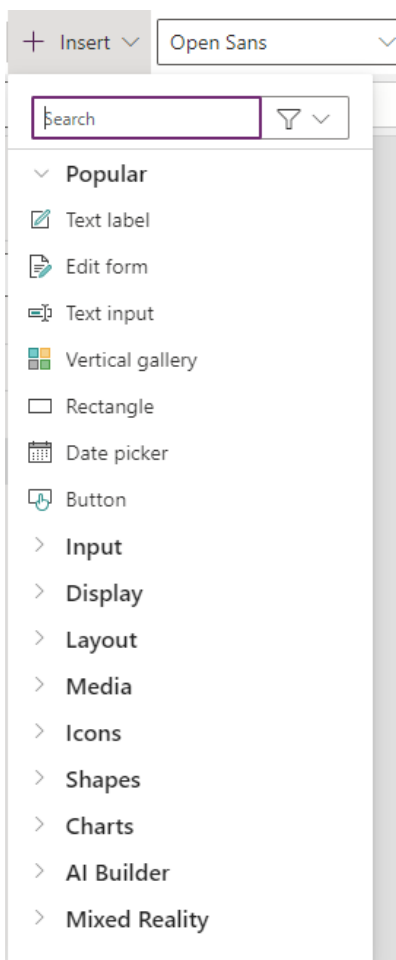 Insert
Open Sans
Search
Popular
Text label
Edit form
Text input
Vertical gallery
Rectangle
Date picker
Button
Input
Display
Layout
Media
Icons
Shapes
Charts
AI Builder
Mixed Reality